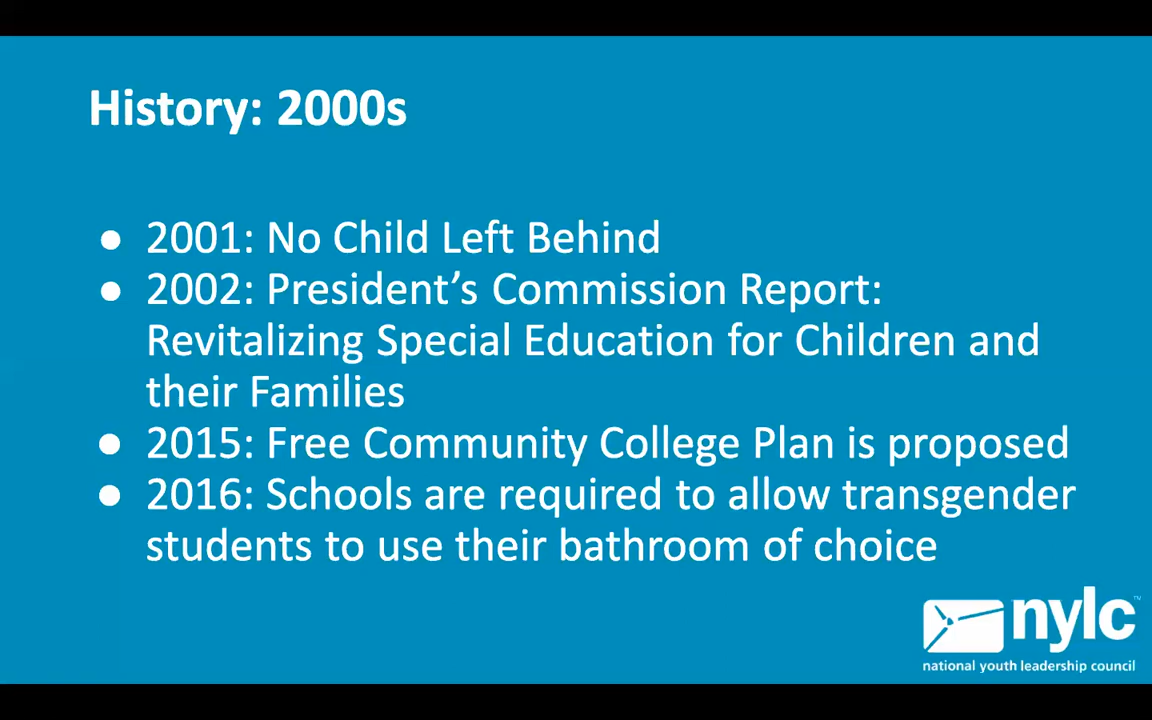 History: 2000s
● 2001: No Child Left Behind
● 2002: President’s Commission Report:
Revitalizing Special Education for Children and
their Families
● 2015: Free Community College Plan is proposed
● 2016: Schools are required to allow transgender
students to use their bathroom of choice
nylc™
national youth leadership council